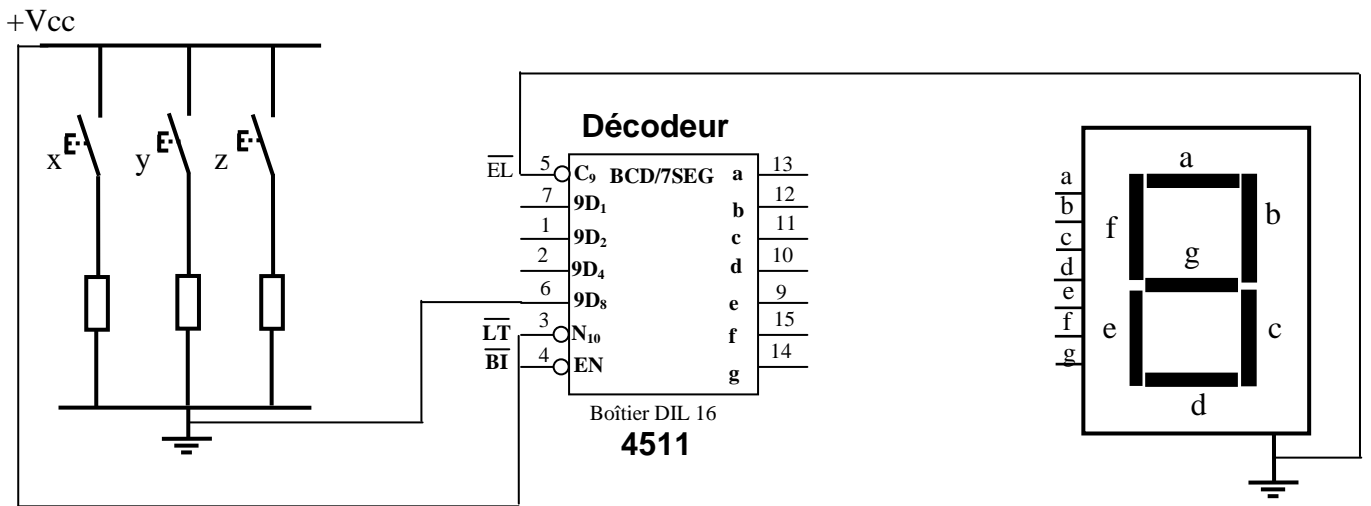 +Vcc
x
y
z
Décodeur
EL
5
C₉
BCD/7SEG
a
13
7
9D₁
b
12
1
9D₂
c
11
2
9D₄
d
10
6
9D₈
e
9
LT
3
N₁₀
f
15
BI
4
EN
g
14
Boîtier DIL 16
4511
a
b
c
d
e
f
g
a
f
b
g
e
c
d